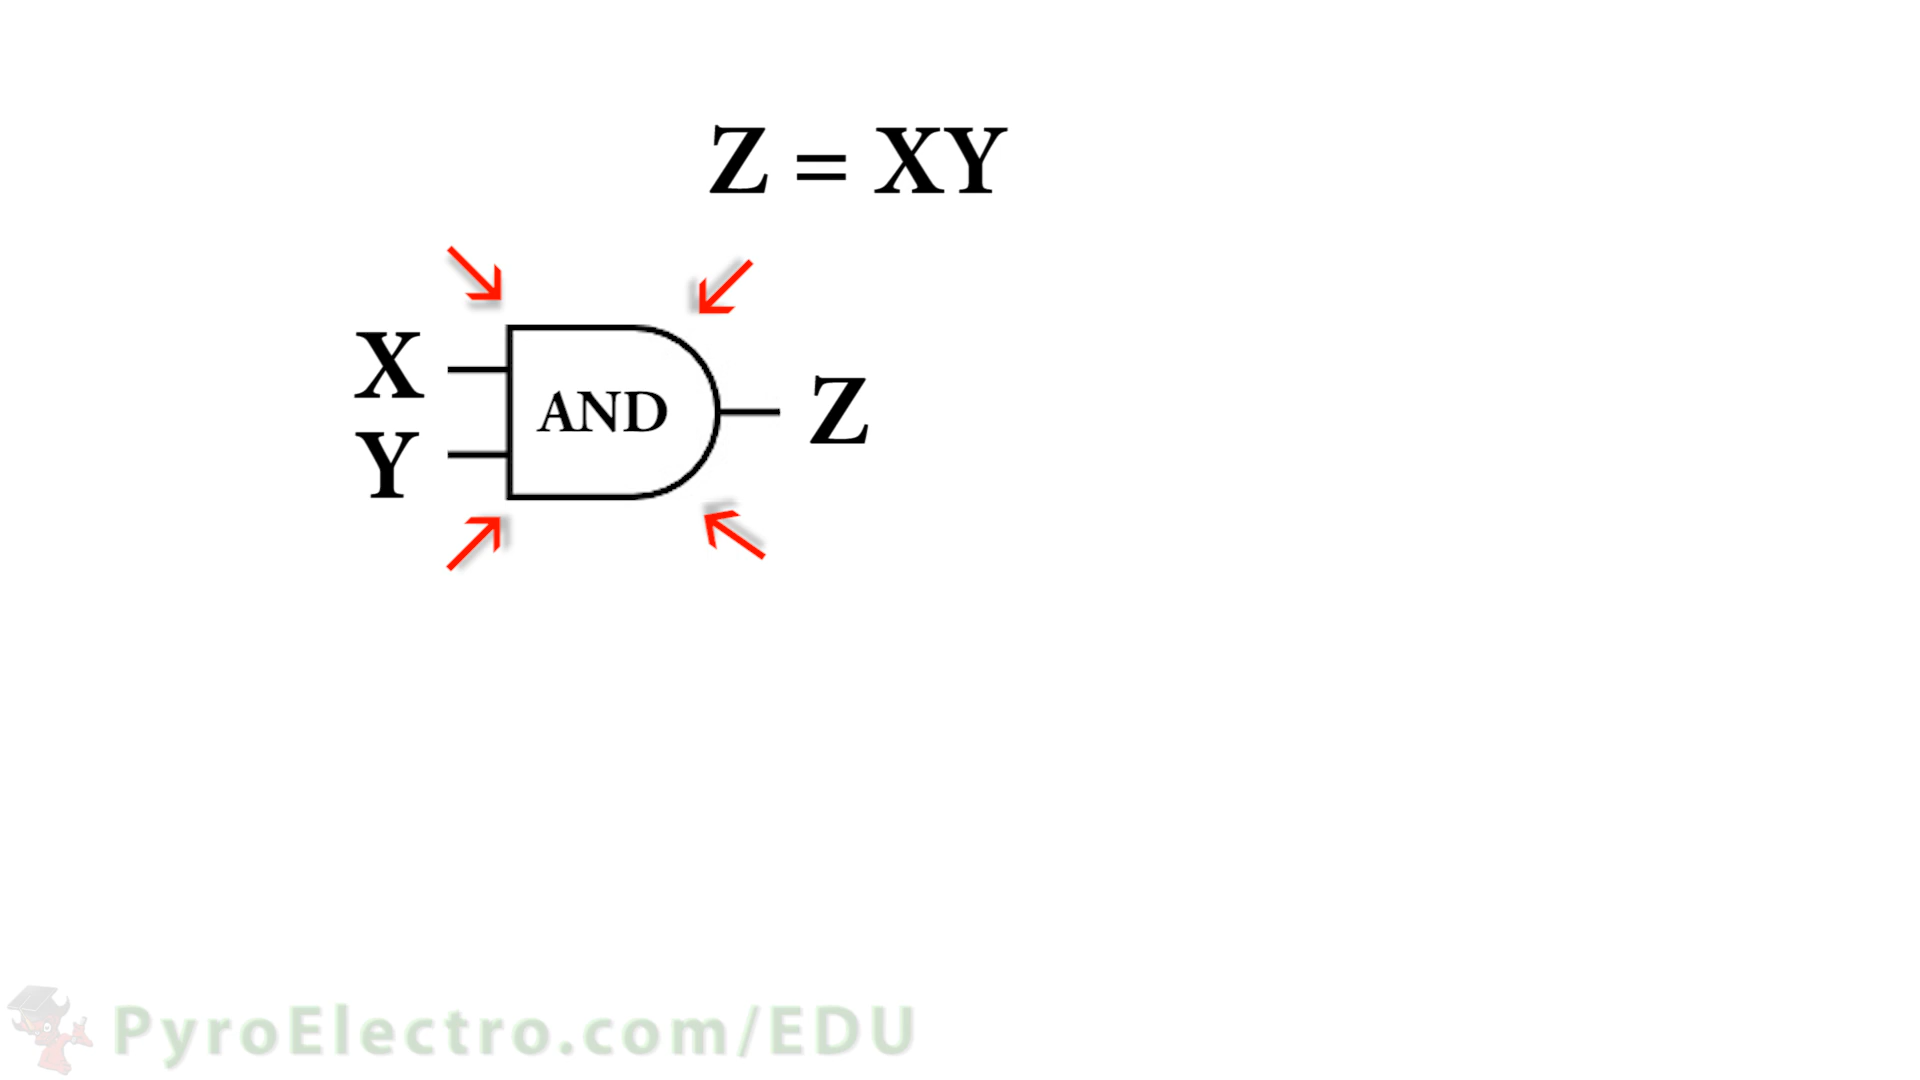 Z = XY
X
AND
Z
Y
PyroElectro.com/EDU